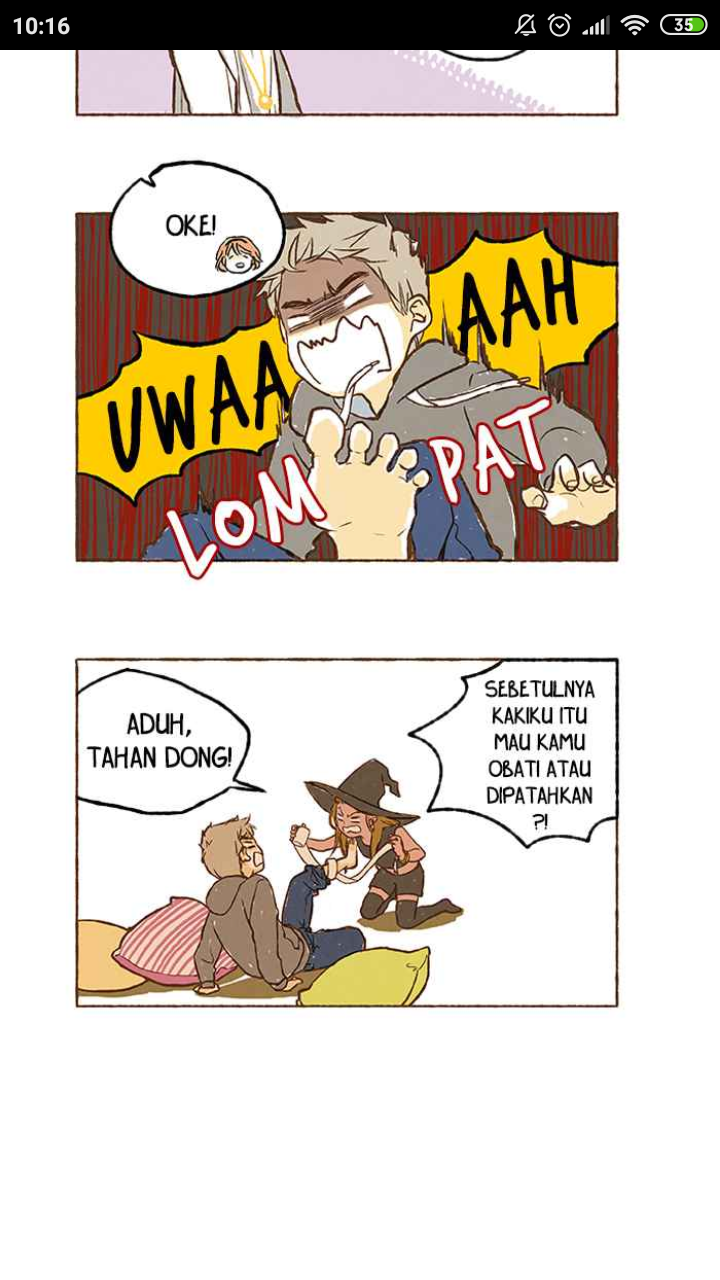 10:16
35
OKE!
UWAA
AAH
LOM
PAT
ADUH,
TAHAN DONG!
SEBETULNYA
KAKIKU ITU
MAU KAMU
OBATI ATAU
DIPATAHKAN
?!